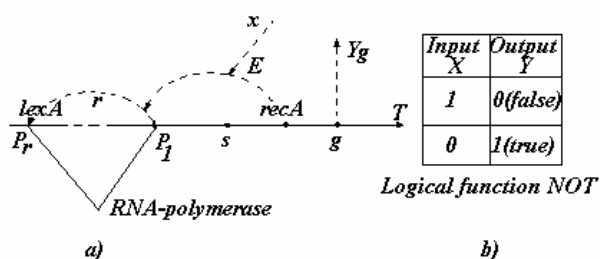 x
E
Y_g
r
lexA
recA
T
P_r
P_1
s
g
RNA-polymerase
a)
b)
Input X
Output Y
1
0(false)
0
1(true)
Logical function NOT